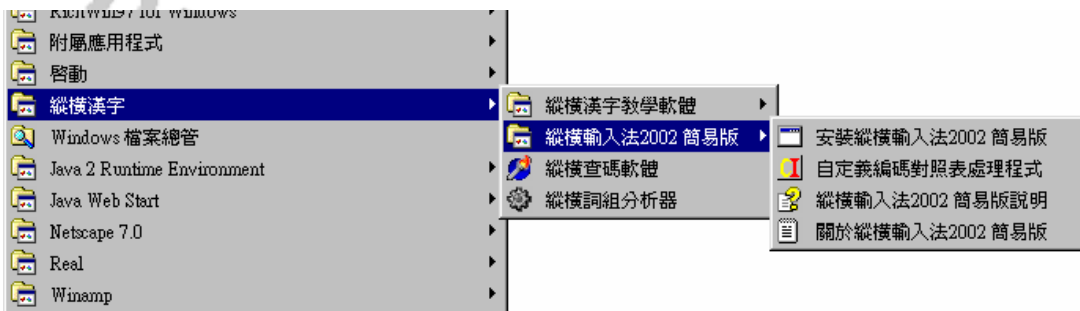 RichWin97 for Windows
附屬應用程式
啓動
縱橫漢字
Windows 檔案總管
Java 2 Runtime Environment
Java Web Start
Netscape 7.0
Real
Winamp
縱橫漢字教學軟體
縱橫輸入法2002 簡易版
縱橫查碼軟體
縱橫詞組分析器
安裝縱橫輸入法2002 簡易版
自定義編碼對照表處理程式
縱橫輸入法2002 簡易版說明
關於縱橫輸入法2002 簡易版